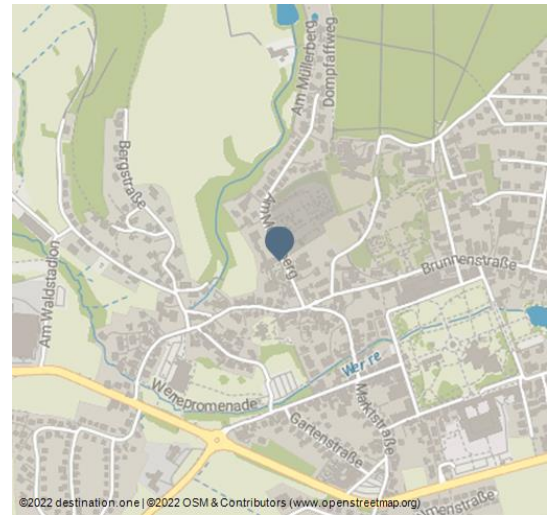 Am Müllerberg
Dompfaffweg
Bergstraße
Am Waldstadion
Brunnenstraße
Werre
Werrepromenade
Marktstraße
Gartenstraße
©2022 destination.one | ©2022 OSM & Contributors (www.openstreetmap.org)